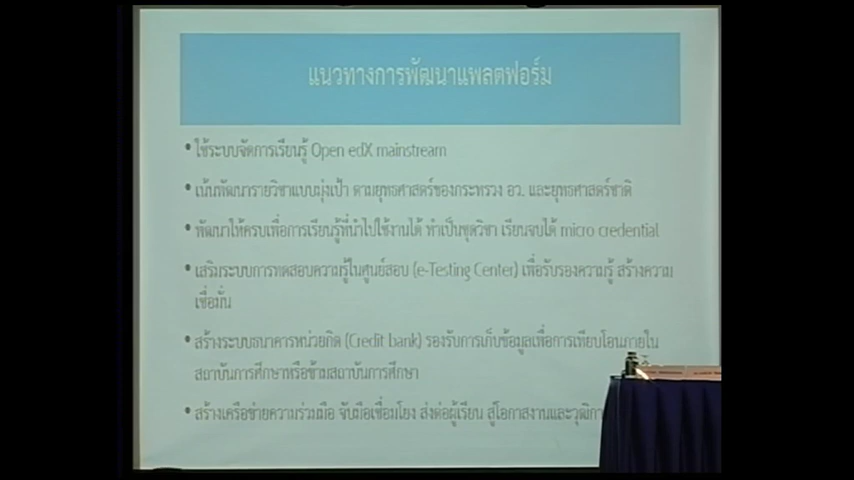 แนวทางการพัฒนาแพลตฟอร์ม
• ใช้ระบบจัดการเรียนรู้ Open edX mainstream
• เน้นพัฒนารายวิชาแบบมุ่งเป้า ตามยุทธศาสตร์ของกระทรวง อว. และยุทธศาสตร์ชาติ
• พัฒนาให้ครบเพื่อการเรียนรู้ที่นำไปใช้งานได้ ทำเป็นชุดวิชา เรียนจบได้ micro credential
• เสริมระบบการทดสอบความรู้ในศูนย์สอบ (e-Testing Center) เพื่อรับรองความรู้ สร้างความ
เชื่อมั่น
• สร้างระบบธนาคารหน่วยกิต (Credit bank) รองรับการเก็บข้อมูลเพื่อการเทียบโอนภายใน
สถาบันการศึกษาหรือข้ามสถาบันการศึกษา
• สร้างเครือข่ายความร่วมมือ จับมือเชื่อมโยง ส่งต่อผู้เรียน สู่โอกาสงานและวุฒิกา